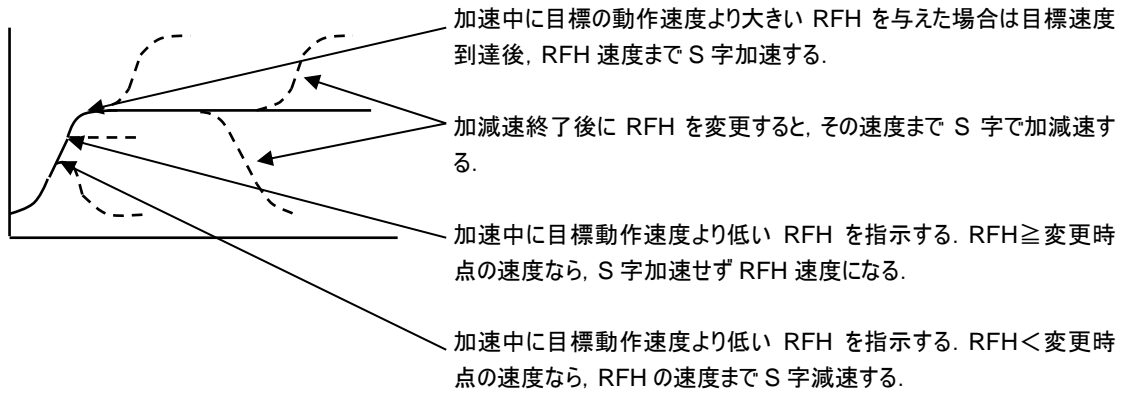 加速中に目標の動作速度より大きい RFH を与えた場合は目標速度
到達後, RFH 速度まで S 字加速する.
加減速終了後に RFH を変更すると, その速度まで S 字で加減速す
る.
加速中に目標動作速度より低い RFH を指示する. RFH≧変更時
点の速度なら, S 字加速せず RFH 速度になる.
加速中に目標動作速度より低い RFH を指示する. RFH＜変更時
点の速度なら, RFH の速度まで S 字減速する.